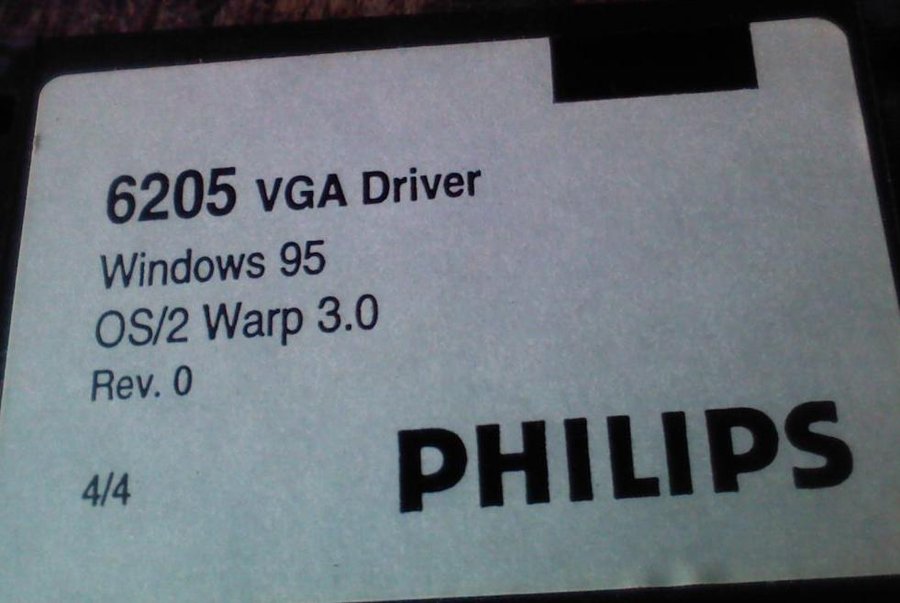 6205 VGA Driver
Windows 95
OS/2 Warp 3.0
Rev. 0
4/4
PHILIPS